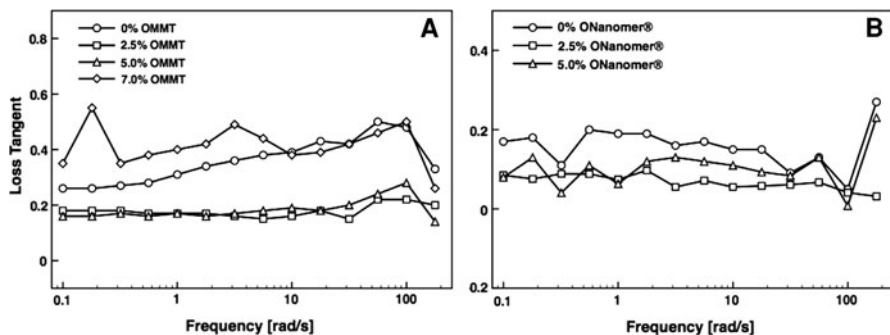 A
0% OMMT
2.5% OMMT
5.0% OMMT
7.0% OMMT
Loss Tangent
0.8
0.6
0.4
0.2
0
0.1
1
10
100
Frequency [rad/s]
B
0% ONanomer®
2.5% ONanomer®
5.0% ONanomer®
0.4
0.2
0
0.2
0.1
1
10
100
Frequency [rad/s]